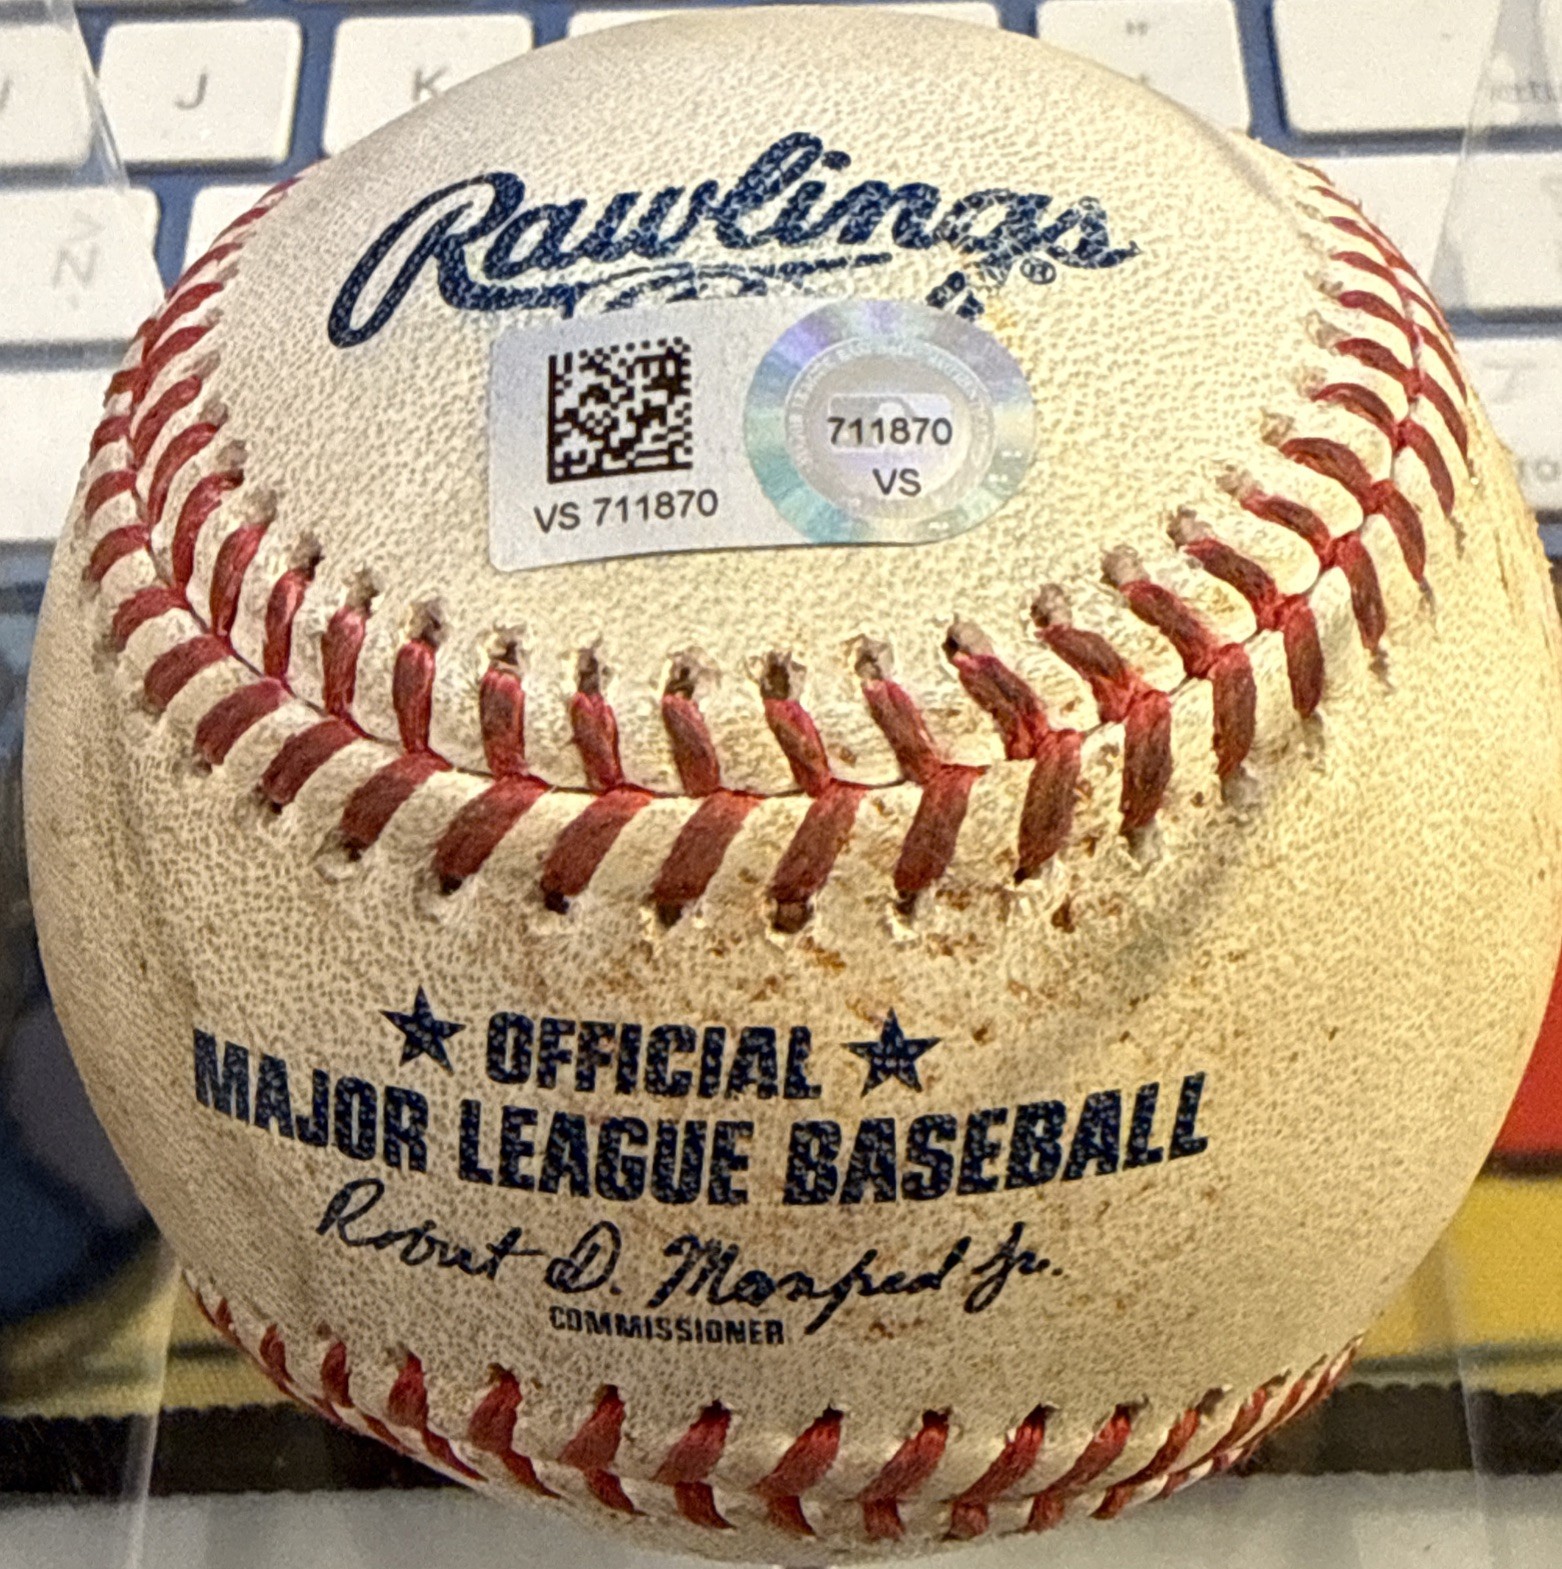 J
K
N
Rawlings®
711870
VS
VS 711870
OFFICIAL
MAJOR LEAGUE BASEBALL
Robert D. Manfred Jr.
COMMISSIONER